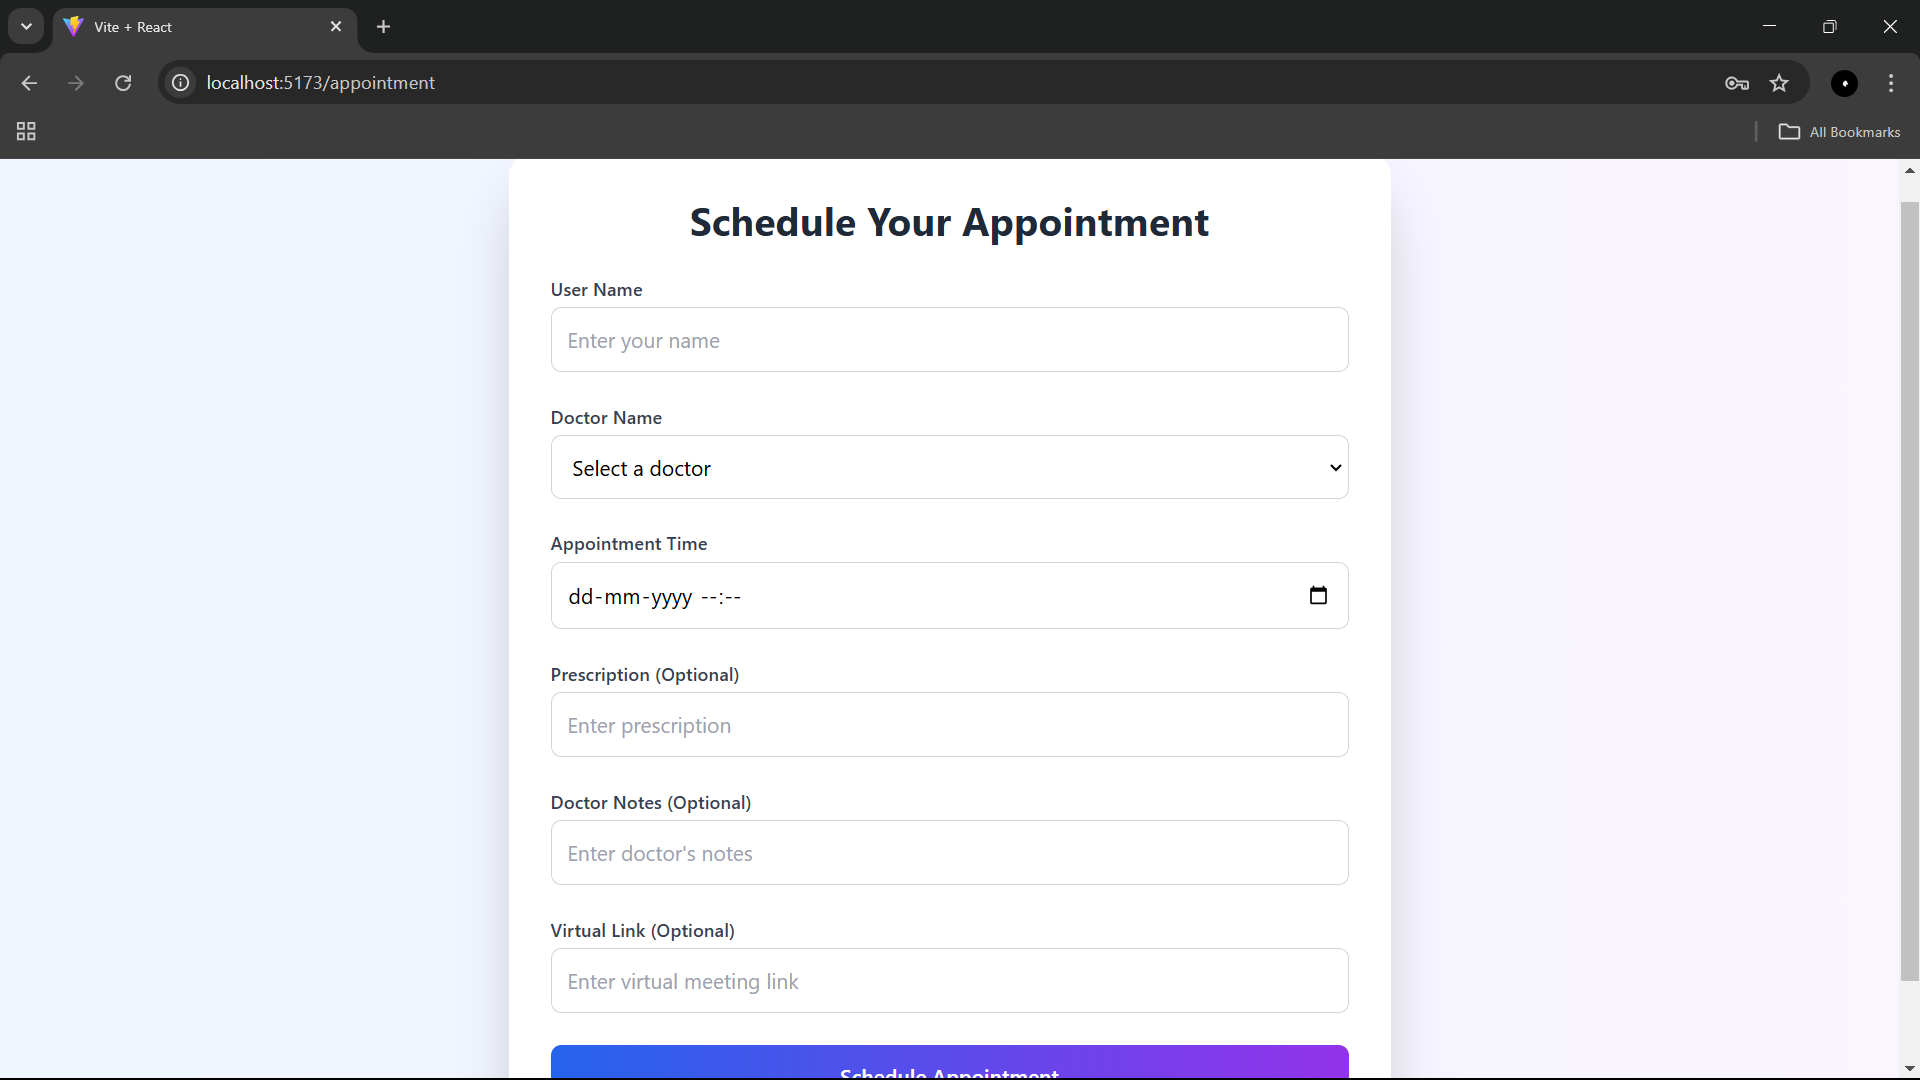 Vite + React
localhost:5173/appointment
All Bookmarks
Schedule Your Appointment
User Name
Enter your name
Doctor Name
Select a doctor
Appointment Time
dd-mm-yyyy --:--
Prescription (Optional)
Enter prescription
Doctor Notes (Optional)
Enter doctor's notes
Virtual Link (Optional)
Enter virtual meeting link
Schedule Appointment